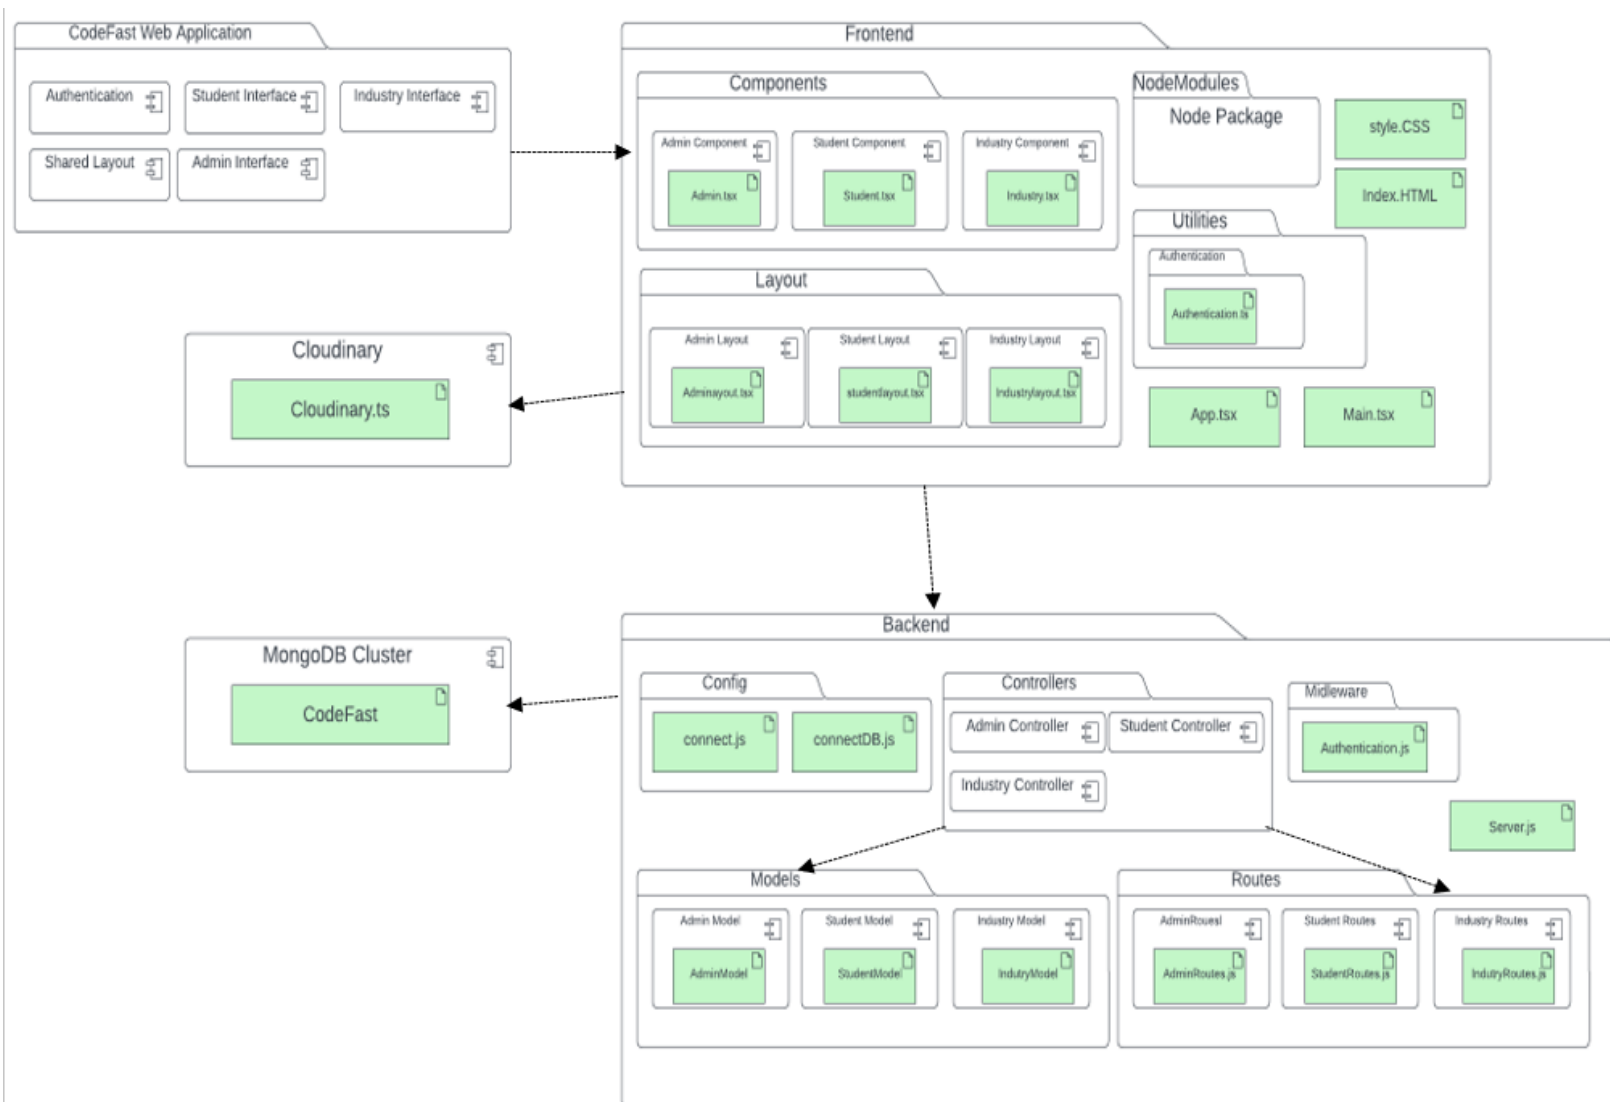 CodeFast Web Application
Authentication
Student Interface
Industry Interface
Shared Layout
Admin Interface
Frontend
Components
Admin Component
Admin.tsx
Student Component
Student.tsx
Industry Component
Industry.tsx
NodeModules
Node Package
style.CSS
Index.HTML
Utilities
Authentication
Authentication.ts
Layout
Admin Layout
Adminayout.tsx
Student Layout
studentlayout.tsx
Industry Layout
Industrylayout.tsx
App.tsx
Main.tsx
Cloudinary
Cloudinary.ts
MongoDB Cluster
CodeFast
Backend
Config
connect.js
connectDB.js
Controllers
Admin Controller
Student Controller
Industry Controller
Midleware
Authentication.js
Server.js
Models
Admin Model
AdminModel
Student Model
StudentModel
Industry Model
IndutryModel
Routes
AdminRouesl
AdminRoutes.js
Student Routes
StudentRoutes.js
Industry Routes
IndutyRoutes.js